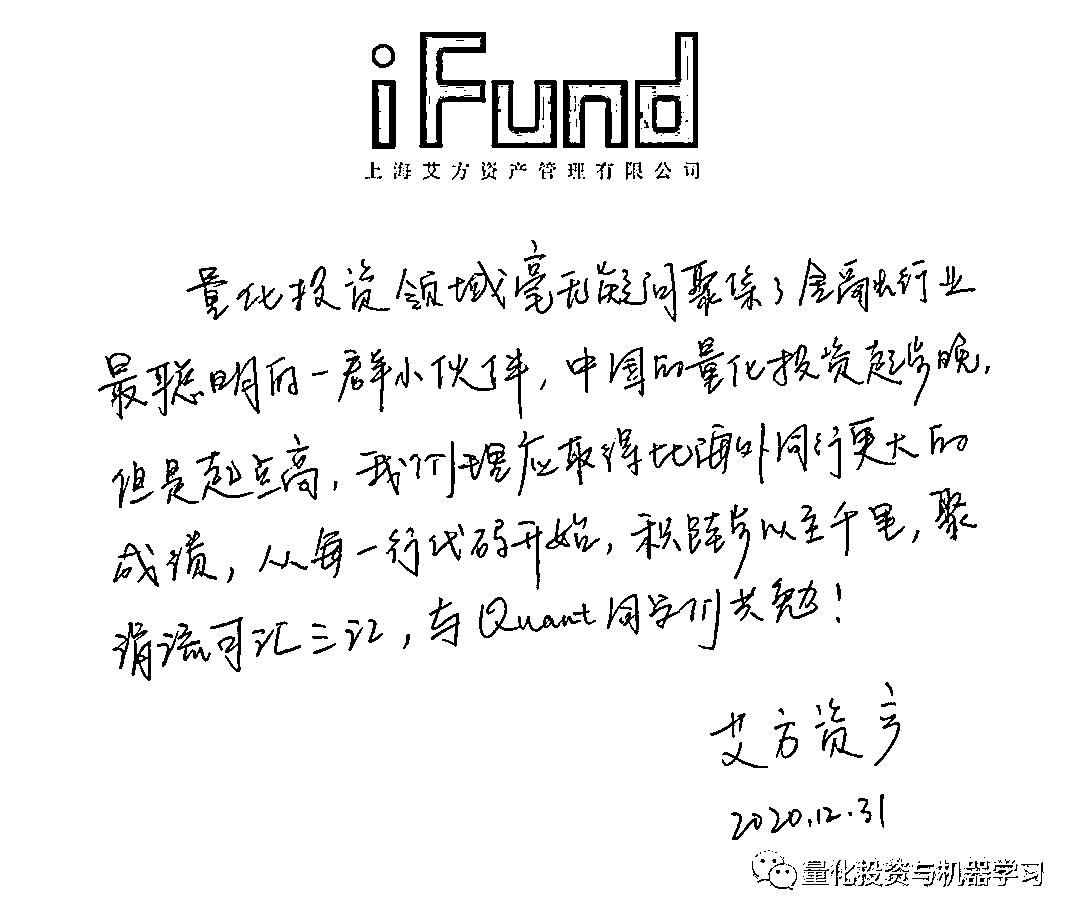 iFund
上海艾方资产管理有限公司
量化投资领域毫无疑问聚集了金融行业
最聪明的一群小伙伴，中国的量化投资起步晚，
但是起点高，我们理应取得比海外同行更大的
成绩，从每一行代码开始，积跬步以至千里，聚
涓流可汇三江，与Quant同学们共勉！
艾方资产
2020.12.31
量化投资与机器学习